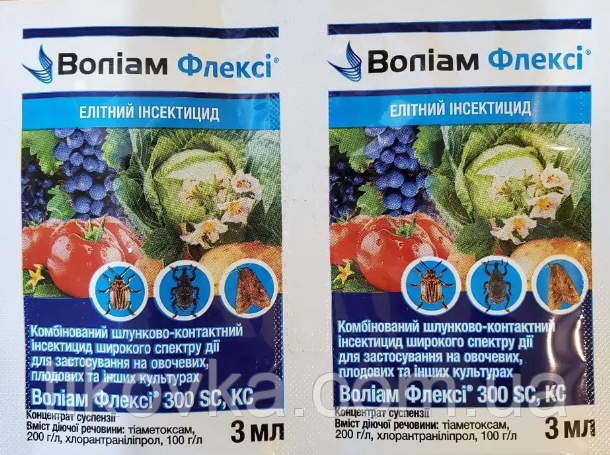 Воліам Флексі®
ЕЛІТНИЙ ІНСЕКТИЦИД
Комбінований шлунково-контактний
інсектицид широкого спектру дії
для застосування на овочевих,
плодових та інших культурах
Воліам Флексі® 300 SC, КС
Концентрат суспензії
Вміст діючої речовини: тіаметоксам,
200 г/л, хлорантраніліпрол, 100 г/л
3 мл
Воліам Флексі®
ЕЛІТНИЙ ІНСЕКТИЦИД
Комбінований шлунково-контактний
інсектицид широкого спектру дії
для застосування на овочевих,
плодових та інших культурах
Воліам Флексі® 300 SC, КС
Концентрат суспензії
Вміст діючої речовини: тіаметоксам,
200 г/л, хлорантраніліпрол, 100 г/л
3 мл